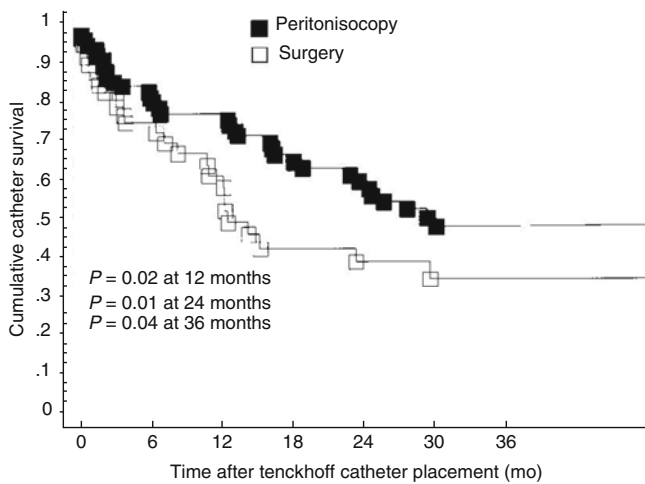 Peritonisocopy
Surgery
Cumulative catheter survival
1
.9
.8
.7
.6
.5
.4
.3
.2
.1
0
P = 0.02 at 12 months
P = 0.01 at 24 months
P = 0.04 at 36 months
0 6 12 18 24 30 36
Time after tenckhoff catheter placement (mo)